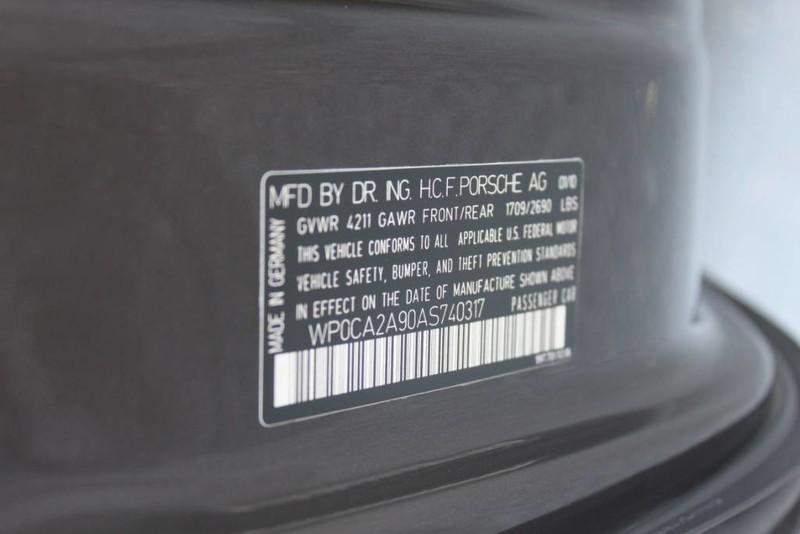 MFD BY DR. ING. H.C.F. PORSCHE AG 01/10
GVWR 4211 GAWR FRONT/REAR 1709/2690 LBS
THIS VEHICLE CONFORMS TO ALL APPLICABLE U.S. FEDERAL MOTOR
VEHICLE SAFETY, BUMPER, AND THEFT PREVENTION STANDARDS
IN EFFECT ON THE DATE OF MANUFACTURE SHOWN ABOVE
WP0CA2A90AS740317 PASSENGER CAR
MADE IN GERMANY